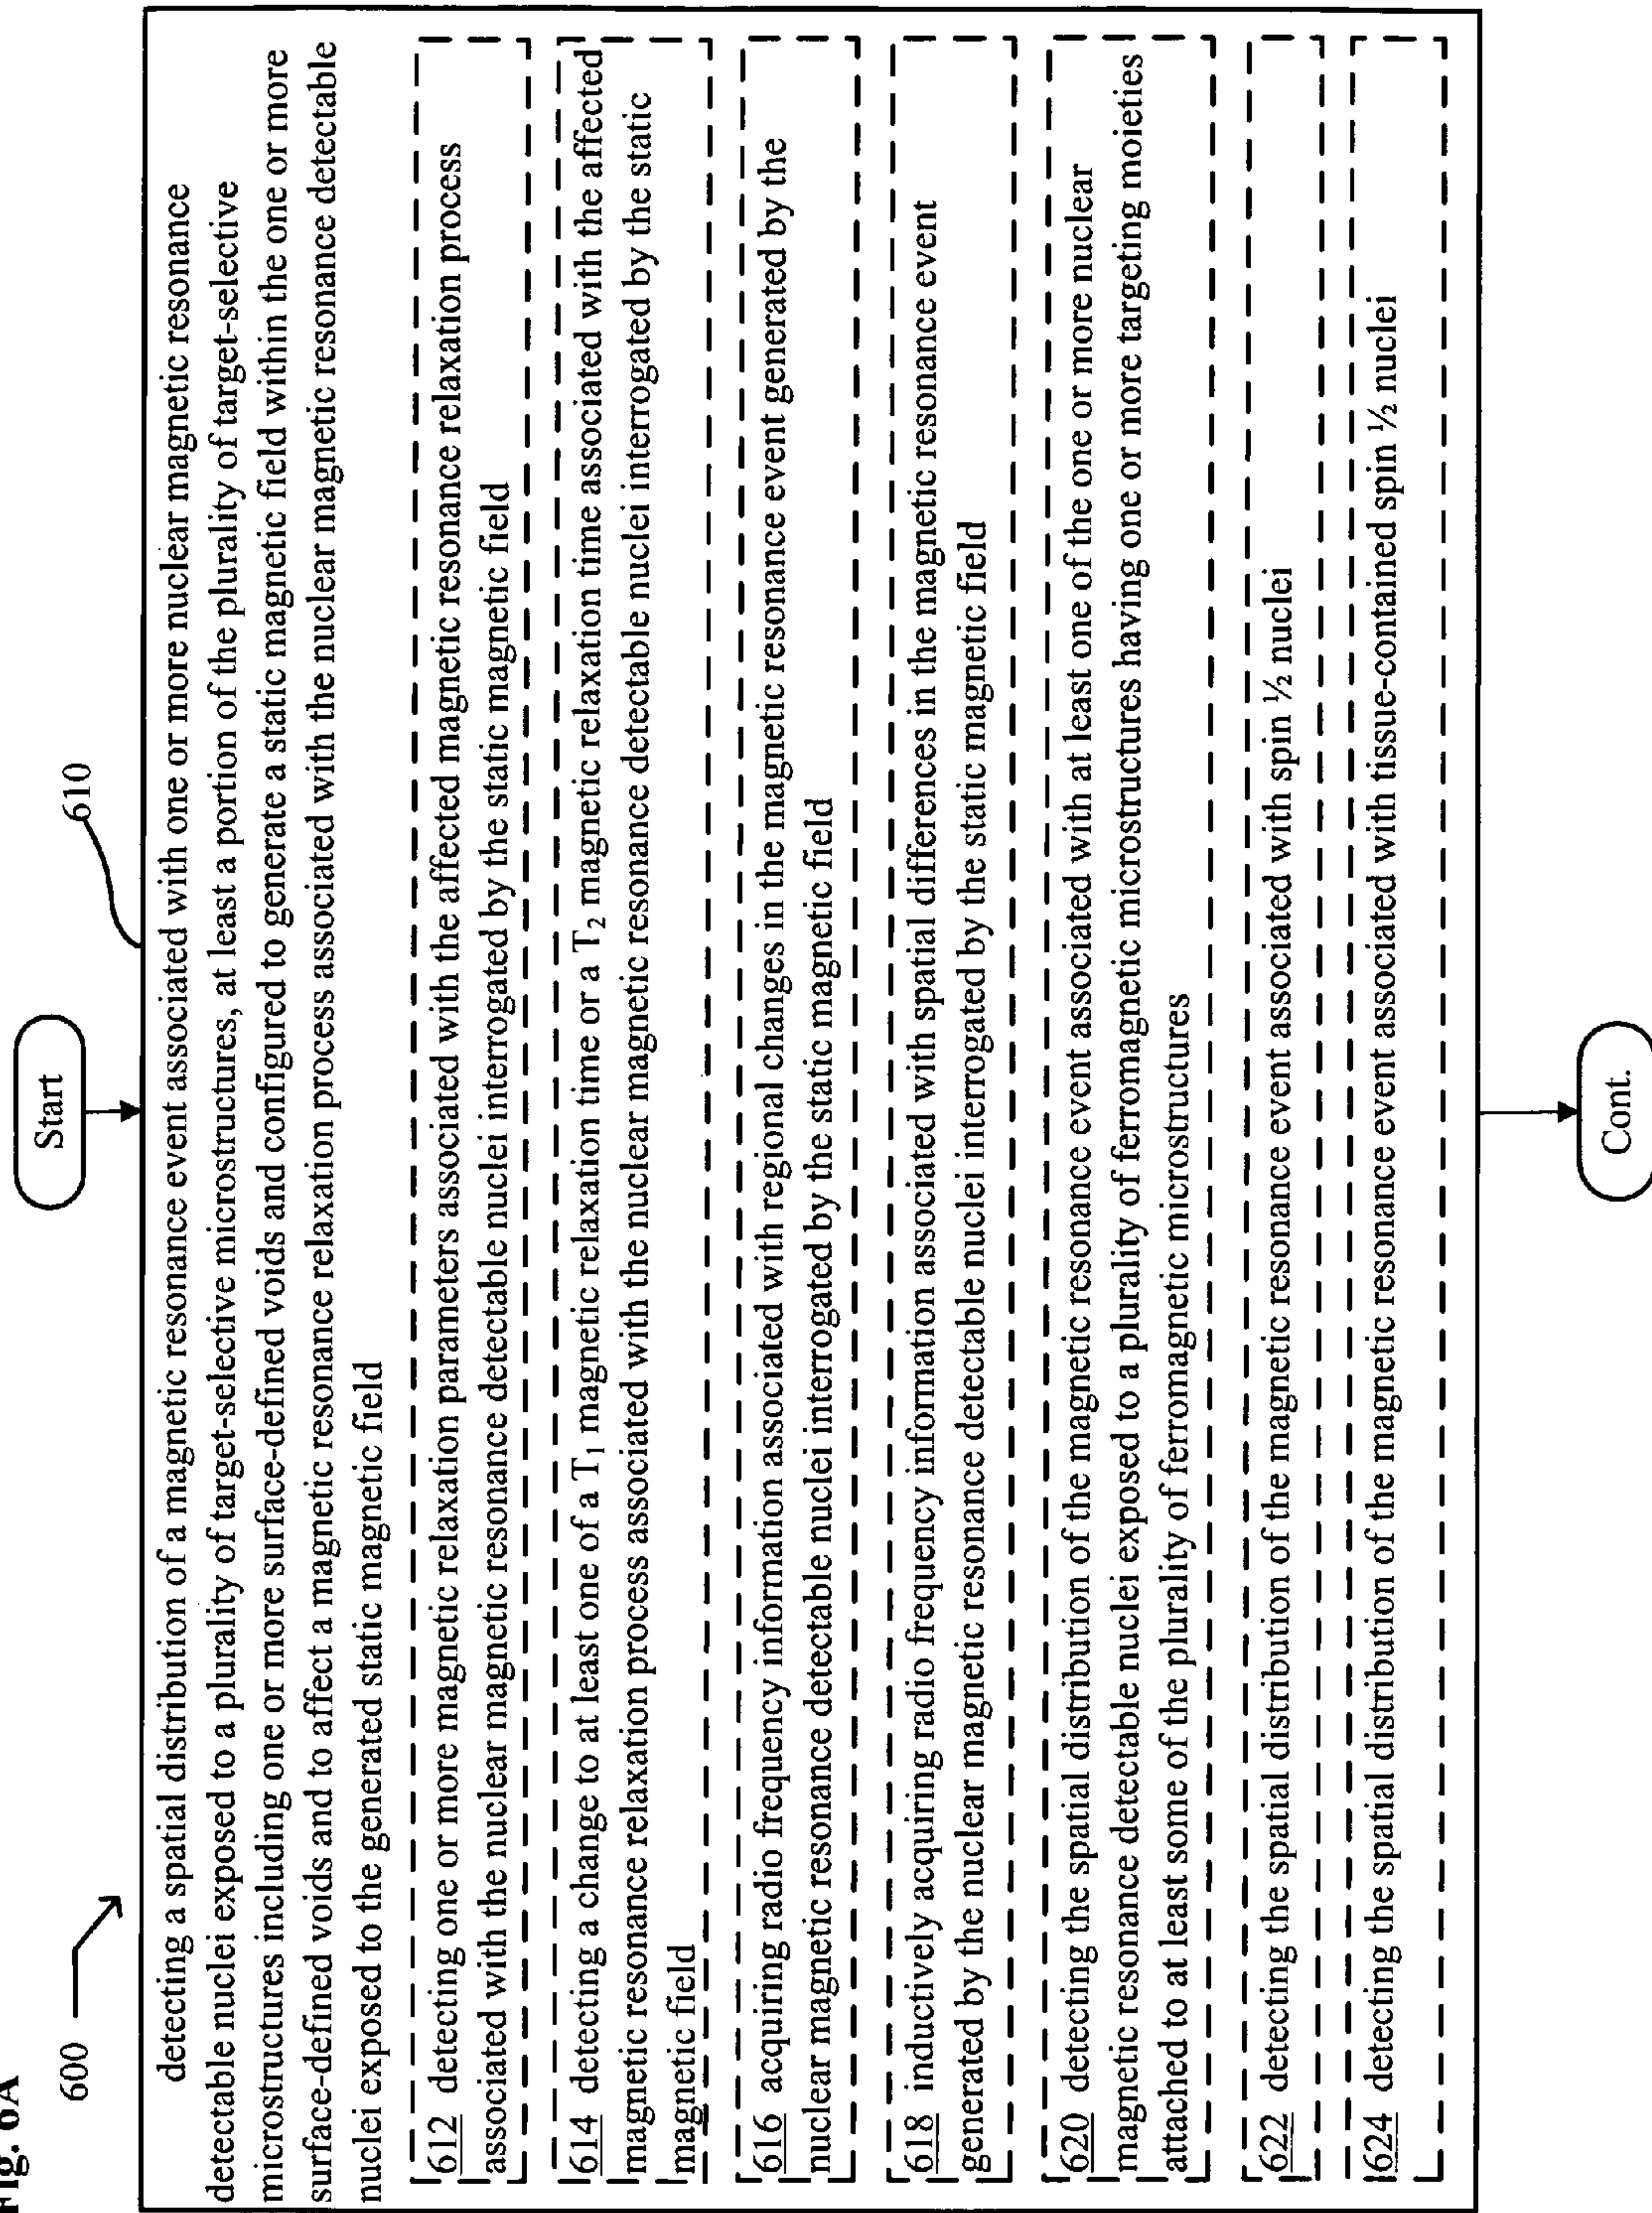 Fig. 6A
600
Start
610
detecting a spatial distribution of a magnetic resonance event associated with one or more nuclear magnetic resonance
detectable nuclei exposed to a plurality of target-selective microstructures, at least a portion of the plurality of target-selective
microstructures including one or more surface-defined voids and configured to generate a static magnetic field within the one or more
surface-defined voids and to affect a magnetic resonance relaxation process associated with the nuclear magnetic resonance detectable
nuclei exposed to the generated static magnetic field
612 detecting one or more magnetic relaxation parameters associated with the affected magnetic resonance relaxation process
associated with the nuclear magnetic resonance detectable nuclei interrogated by the static magnetic field
614 detecting a change to at least one of a T₁ magnetic relaxation time or a T₂ magnetic relaxation time associated with the affected
magnetic resonance relaxation process associated with the nuclear magnetic resonance detectable nuclei interrogated by the static
magnetic field
616 acquiring radio frequency information associated with regional changes in the magnetic resonance event generated by the
nuclear magnetic resonance detectable nuclei interrogated by the static magnetic field
618 inductively acquiring radio frequency information associated with spatial differences in the magnetic resonance event
generated by the nuclear magnetic resonance detectable nuclei interrogated by the static magnetic field
620 detecting the spatial distribution of the magnetic resonance event associated with at least one of the one or more nuclear
magnetic resonance detectable nuclei exposed to a plurality of ferromagnetic microstructures having one or more targeting moieties
attached to at least some of the plurality of ferromagnetic microstructures
622 detecting the spatial distribution of the magnetic resonance event associated with spin ½ nuclei
624 detecting the spatial distribution of the magnetic resonance event associated with tissue-contained spin ½ nuclei
Cont.